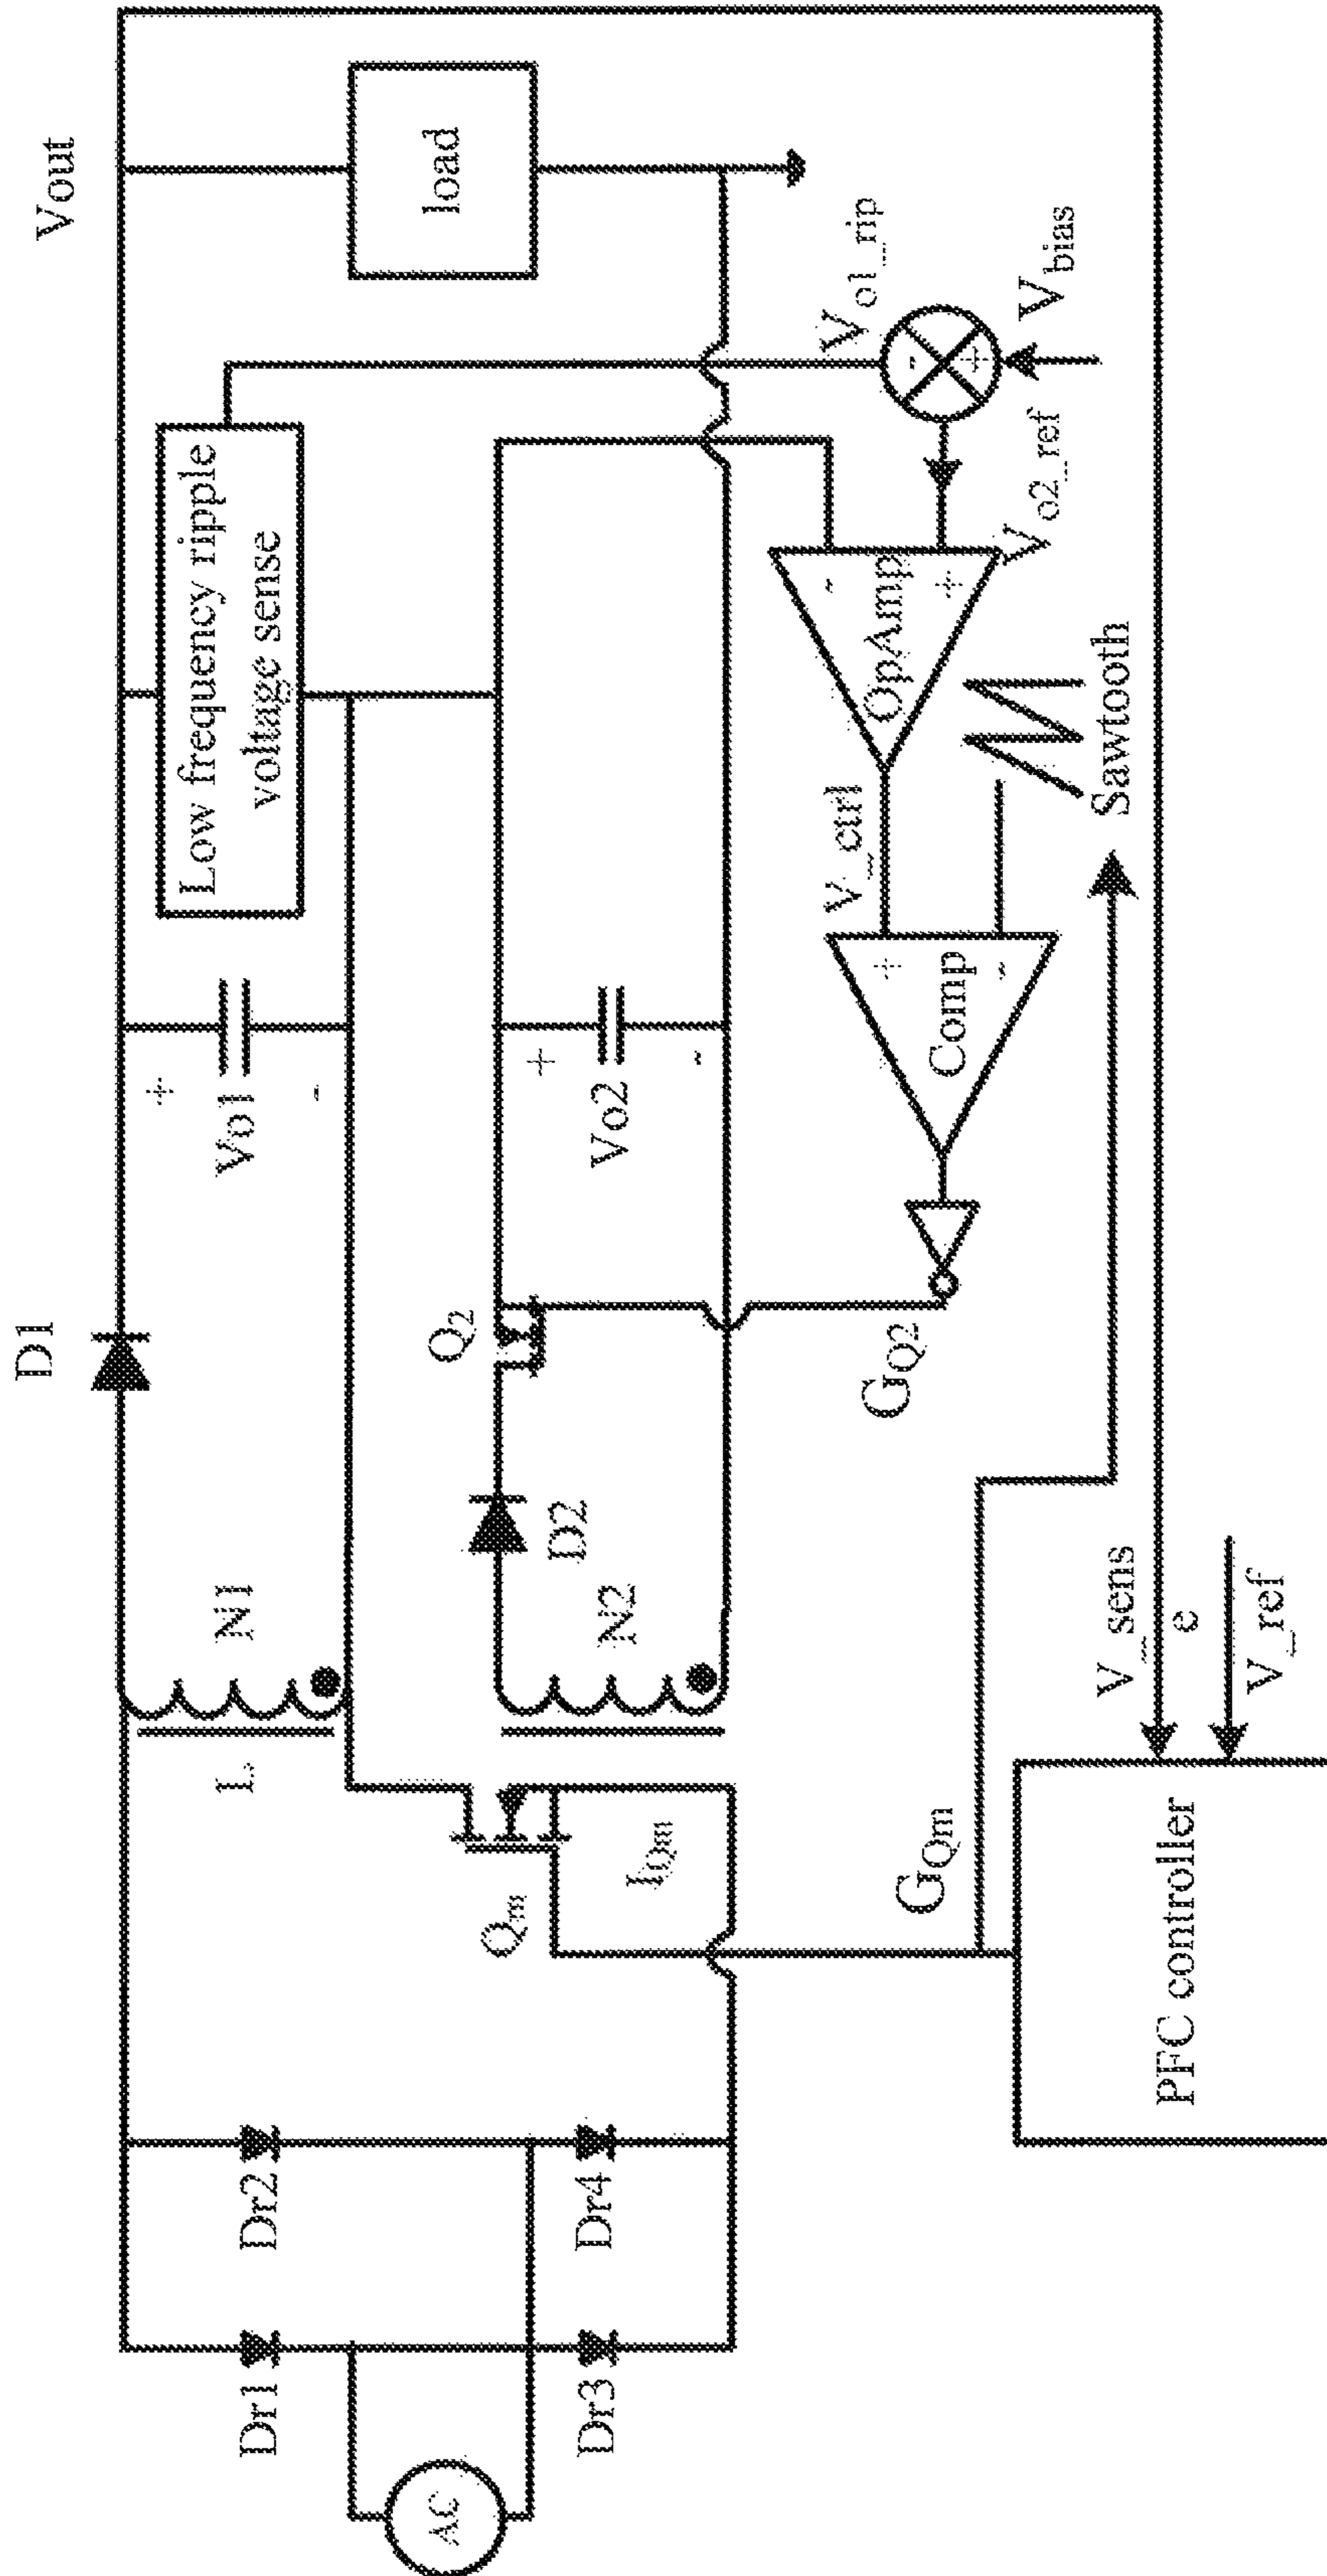 Vout
D1
N1
L
Vo1
+
-
Low frequency ripple
voltage sense
load
Dr1
Dr2
Dr3
Dr4
AC
Qm
IQm
N2
D2
Q2
Vo2
+
-
GQ2
GQm
Comp
+
-
V_ctrl
OpAmp
-
+
Vo1_rip
-
+
Vbias
Vo2_ref
Sawtooth
V_sens
e
V_ref
PFC controller